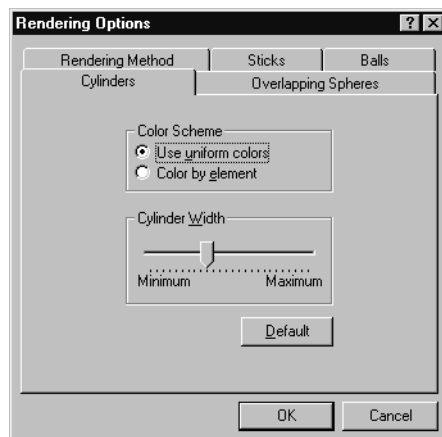 Rendering Options
Rendering Method Sticks Balls
Cylinders Overlapping Spheres
Color Scheme
Use uniform colors
Color by element
Cylinder Width
Minimum Maximum
Default
OK Cancel